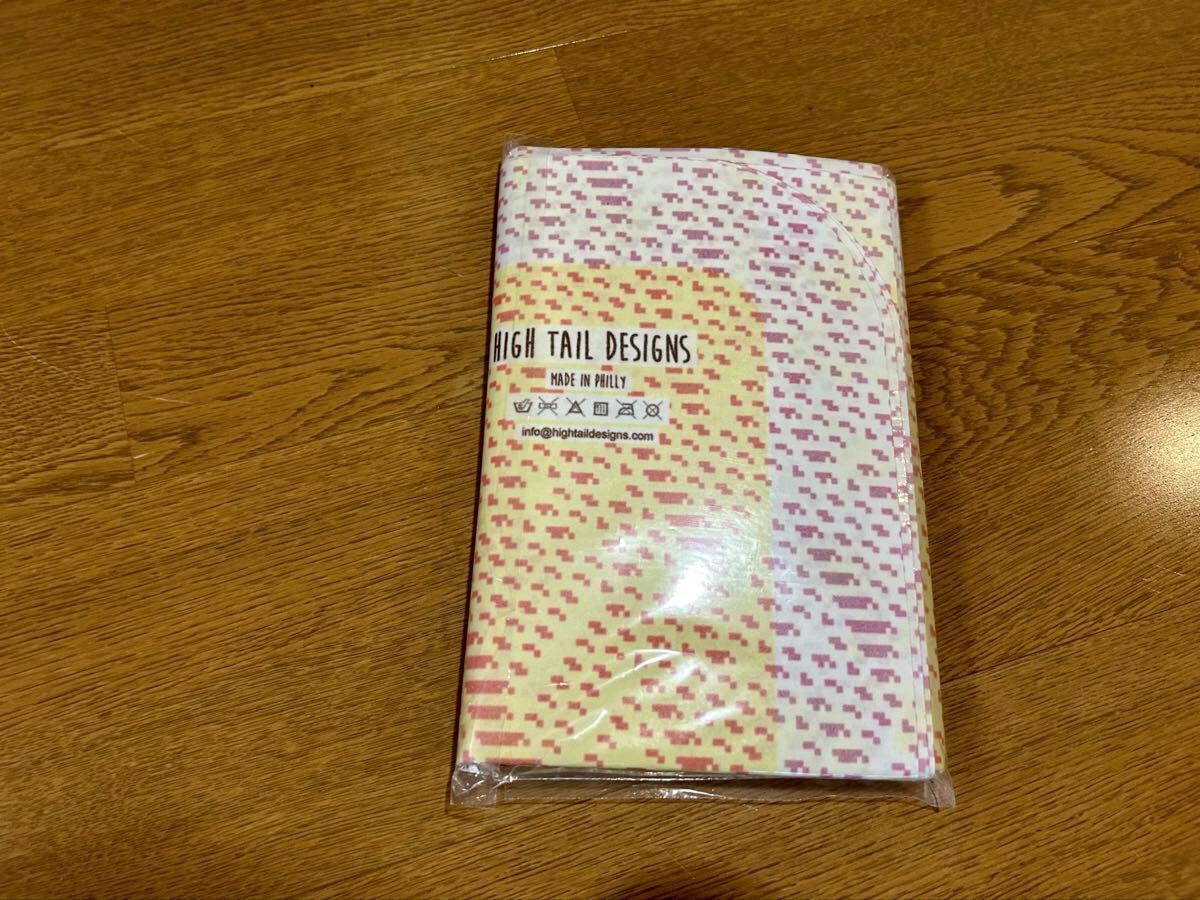 HIGH TAIL DESIGNS
MADE IN PHILLY
info@hightaildesigns.com